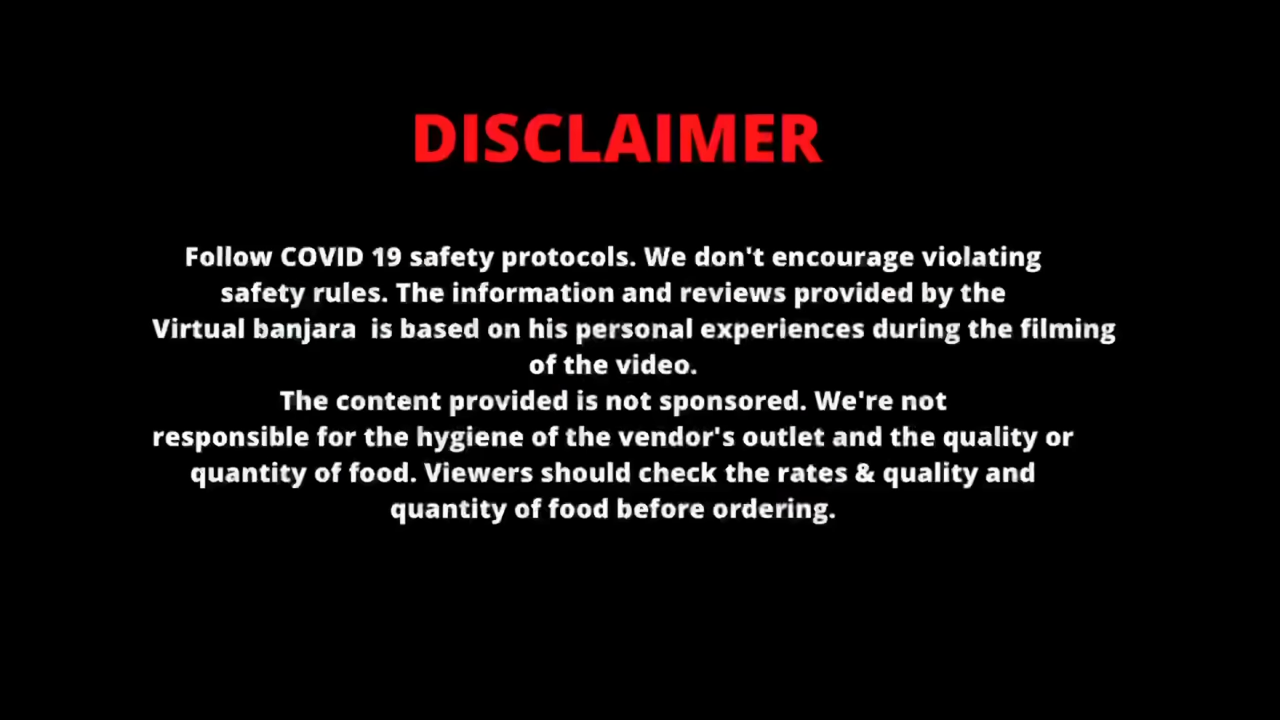 DISCLAIMER
Follow COVID 19 safety protocols. We don't encourage violating
safety rules. The information and reviews provided by the
Virtual banjara  is based on his personal experiences during the filming
of the video.
The content provided is not sponsored. We're not
responsible for the hygiene of the vendor's outlet and the quality or
quantity of food. Viewers should check the rates & quality and
quantity of food before ordering.